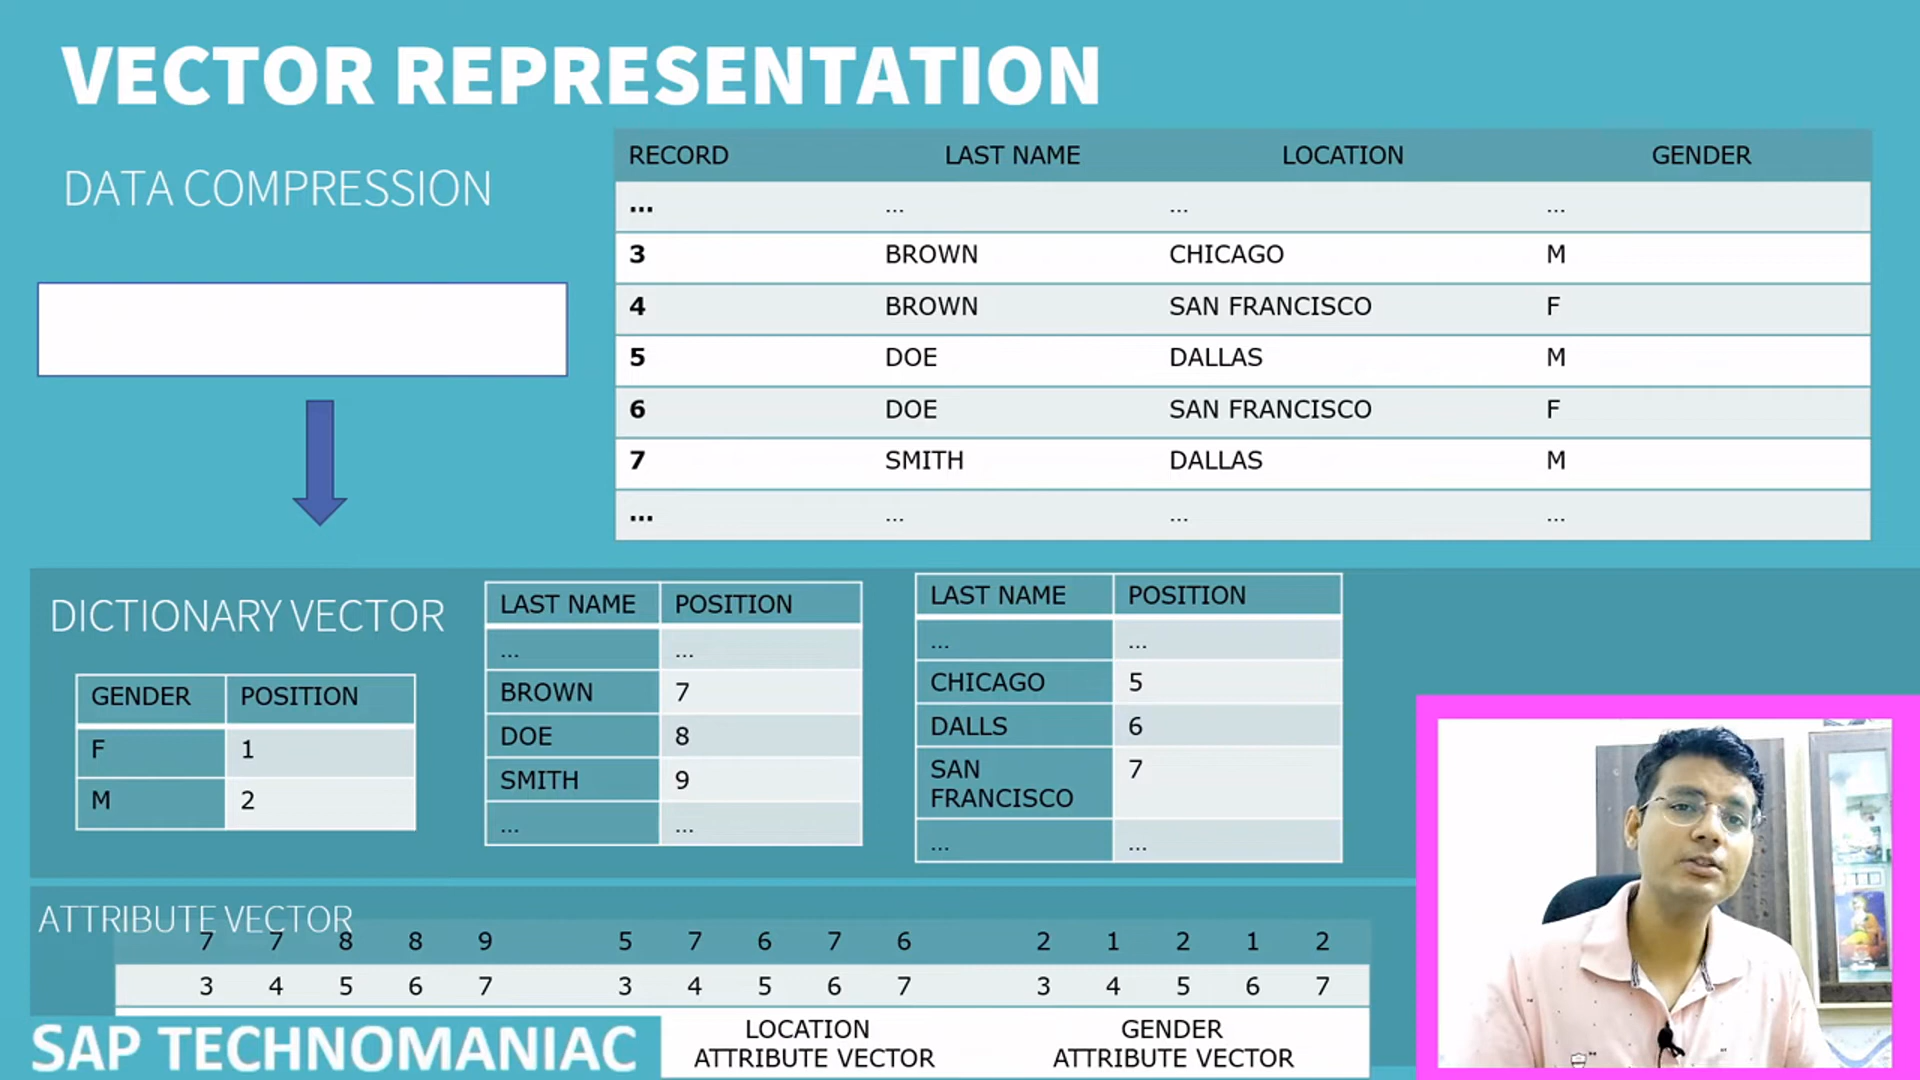 VECTOR REPRESENTATION
DATA COMPRESSION
RECORD LAST NAME LOCATION GENDER
... ... ... ...
3 BROWN CHICAGO M
4 BROWN SAN FRANCISCO F
5 DOE DALLAS M
6 DOE SAN FRANCISCO F
7 SMITH DALLAS M
... ... ... ...
DICTIONARY VECTOR
GENDER POSITION
F 1
M 2
LAST NAME POSITION
... ...
BROWN 7
DOE 8
SMITH 9
... ...
LAST NAME POSITION
... ...
CHICAGO 5
DALLS 6
SAN 7
FRANCISCO
... ...
ATTRIBUTE VECTOR
7 7 8 8 9 5 7 6 7 6 2 1 2 1 2
3 4 5 6 7 3 4 5 6 7 3 4 5 6 7
LOCATION
ATTRIBUTE VECTOR
GENDER
ATTRIBUTE VECTOR
SAP TECHNOMANIAC